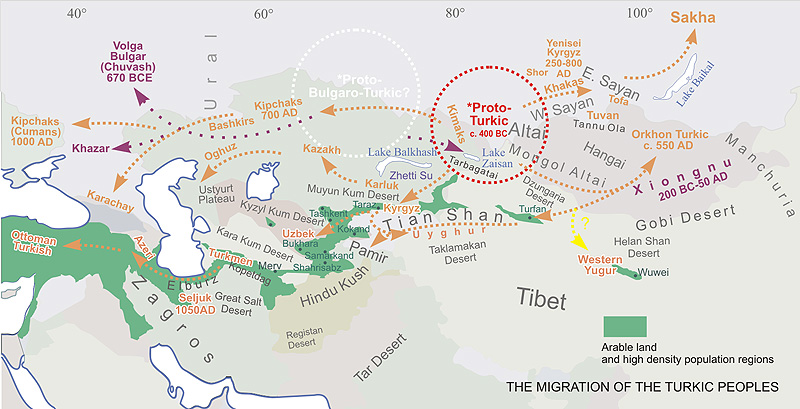 40°
60°
80°
100°
Sakha
Volga
Bulgar
(Chuvash)
670 BCE
Ural
*Proto-
Bulgaro-Turkic?
Yenisei
Kyrgyz
250-800
AD
Shor
Khakas
E. Sayan
Lake Baikal
Tofa
W. Sayan
Tuvan
Tannu Ola
Kipchaks
(Cumans)
1000 AD
Bashkirs
Kipchaks
700 AD
Kimaks
*Proto-
Turkic
c. 400 BC
Altai
Orkhon Turkic
c. 550 AD
Khazar
Oghuz
Kazakh
Lake Balkhash
Lake
Zaisan
Tarbagatai
Mongol Altai
Hangai
Manchuria
Xiongnu
200 BC-50 AD
Zhetti Su
Karachay
Ustyurt
Plateau
Muyun Kum Desert
Karluk
Kyrgyz
Dzungaria
Desert
Kyzyl Kum Desert
Taraz
Tashkent
Kokand
Tian Shan
Turfan
Gobi Desert
?
Ottoman
Turkish
Azeri
Kara Kum Desert
Uzbek
Bukhara
Samarkand
Shahrisabz
Pamir
Uyghur
Taklamakan
Desert
Helan Shan
Desert
Western
Yugur
Wuwei
Turkmen
Kopetdag
Merv
Elburz
Seljuk
1050AD
Great Salt
Desert
Hindu Kush
Zagros
Tibet
Registan
Desert
Tar Desert
Arable land
and high density population regions
THE MIGRATION OF THE TURKIC PEOPLES